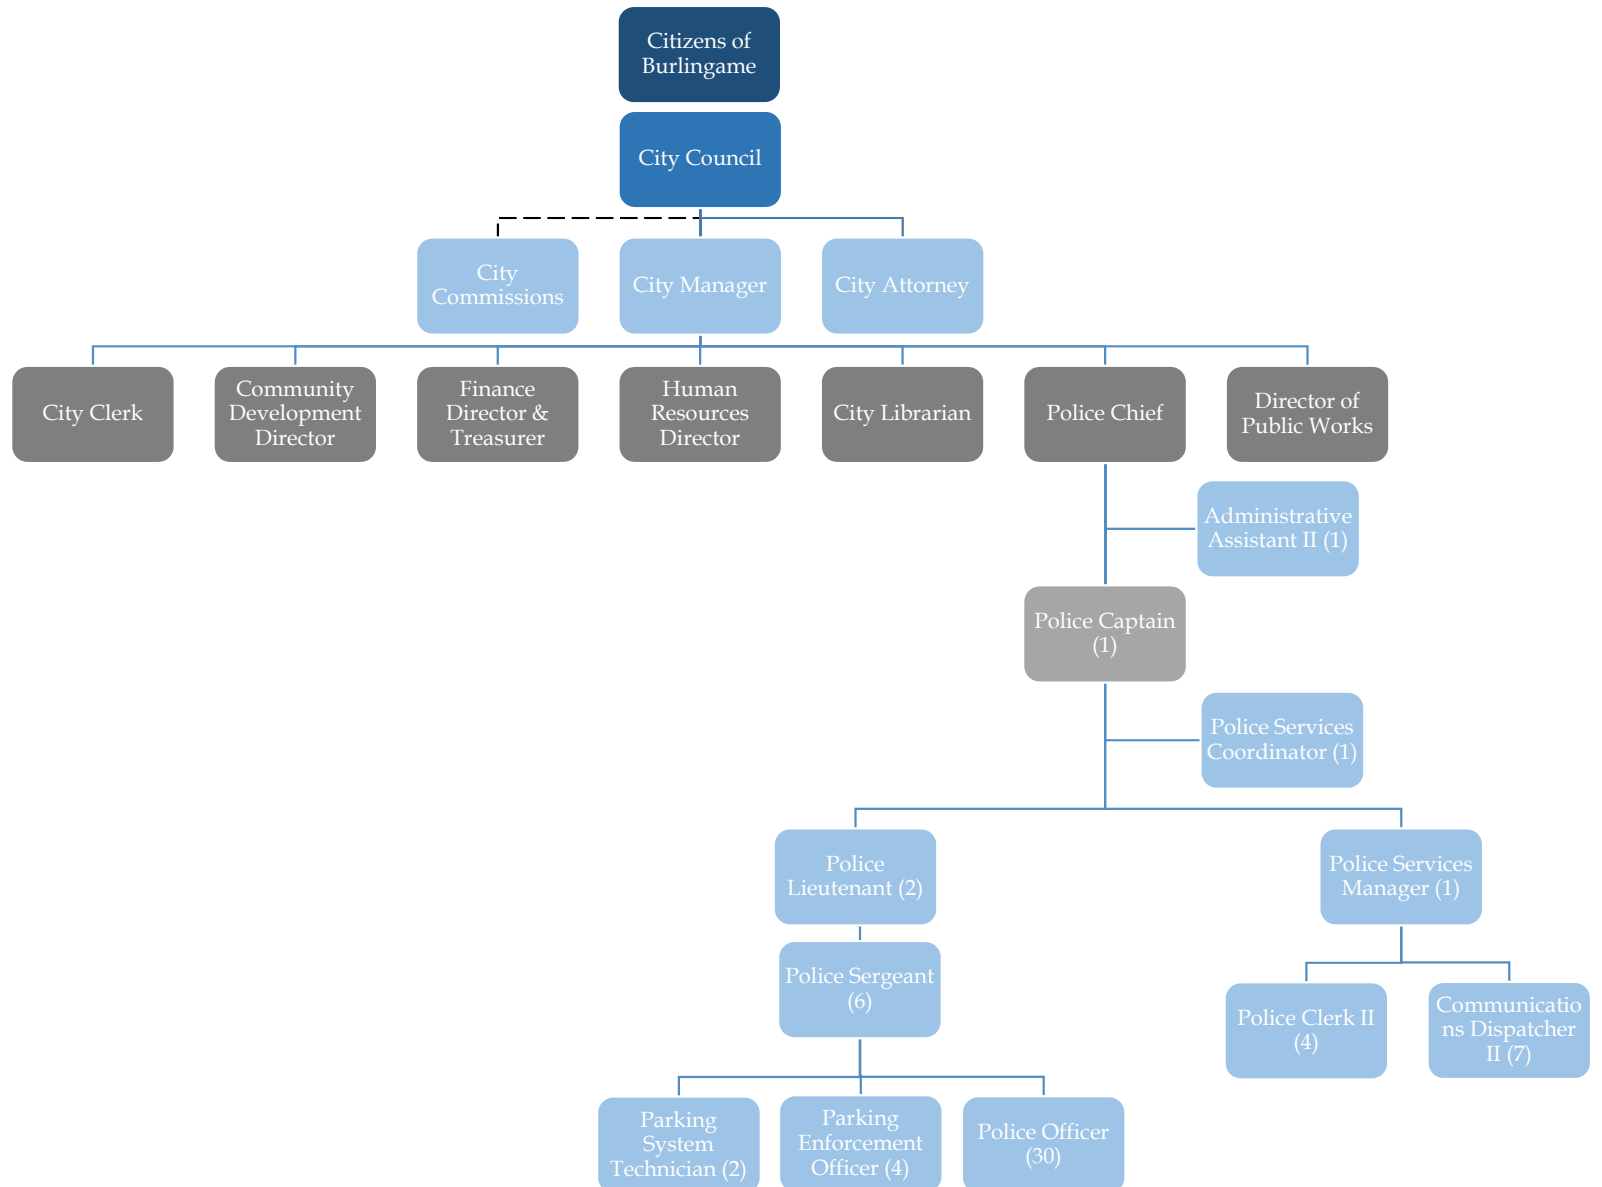 Citizens of
Burlingame
City Council
City
Commissions
City Manager
City Attorney
City Clerk
Community
Development
Director
Finance
Director &
Treasurer
Human
Resources
Director
City Librarian
Police Chief
Director of
Public Works
Administrative
Assistant II (1)
Police Captain
(1)
Police Services
Coordinator (1)
Police
Lieutenant (2)
Police Services
Manager (1)
Police Sergeant
(6)
Police Clerk II
(4)
Communicatio
ns Dispatcher
II (7)
Parking
System
Technician (2)
Parking
Enforcement
Officer (4)
Police Officer
(30)